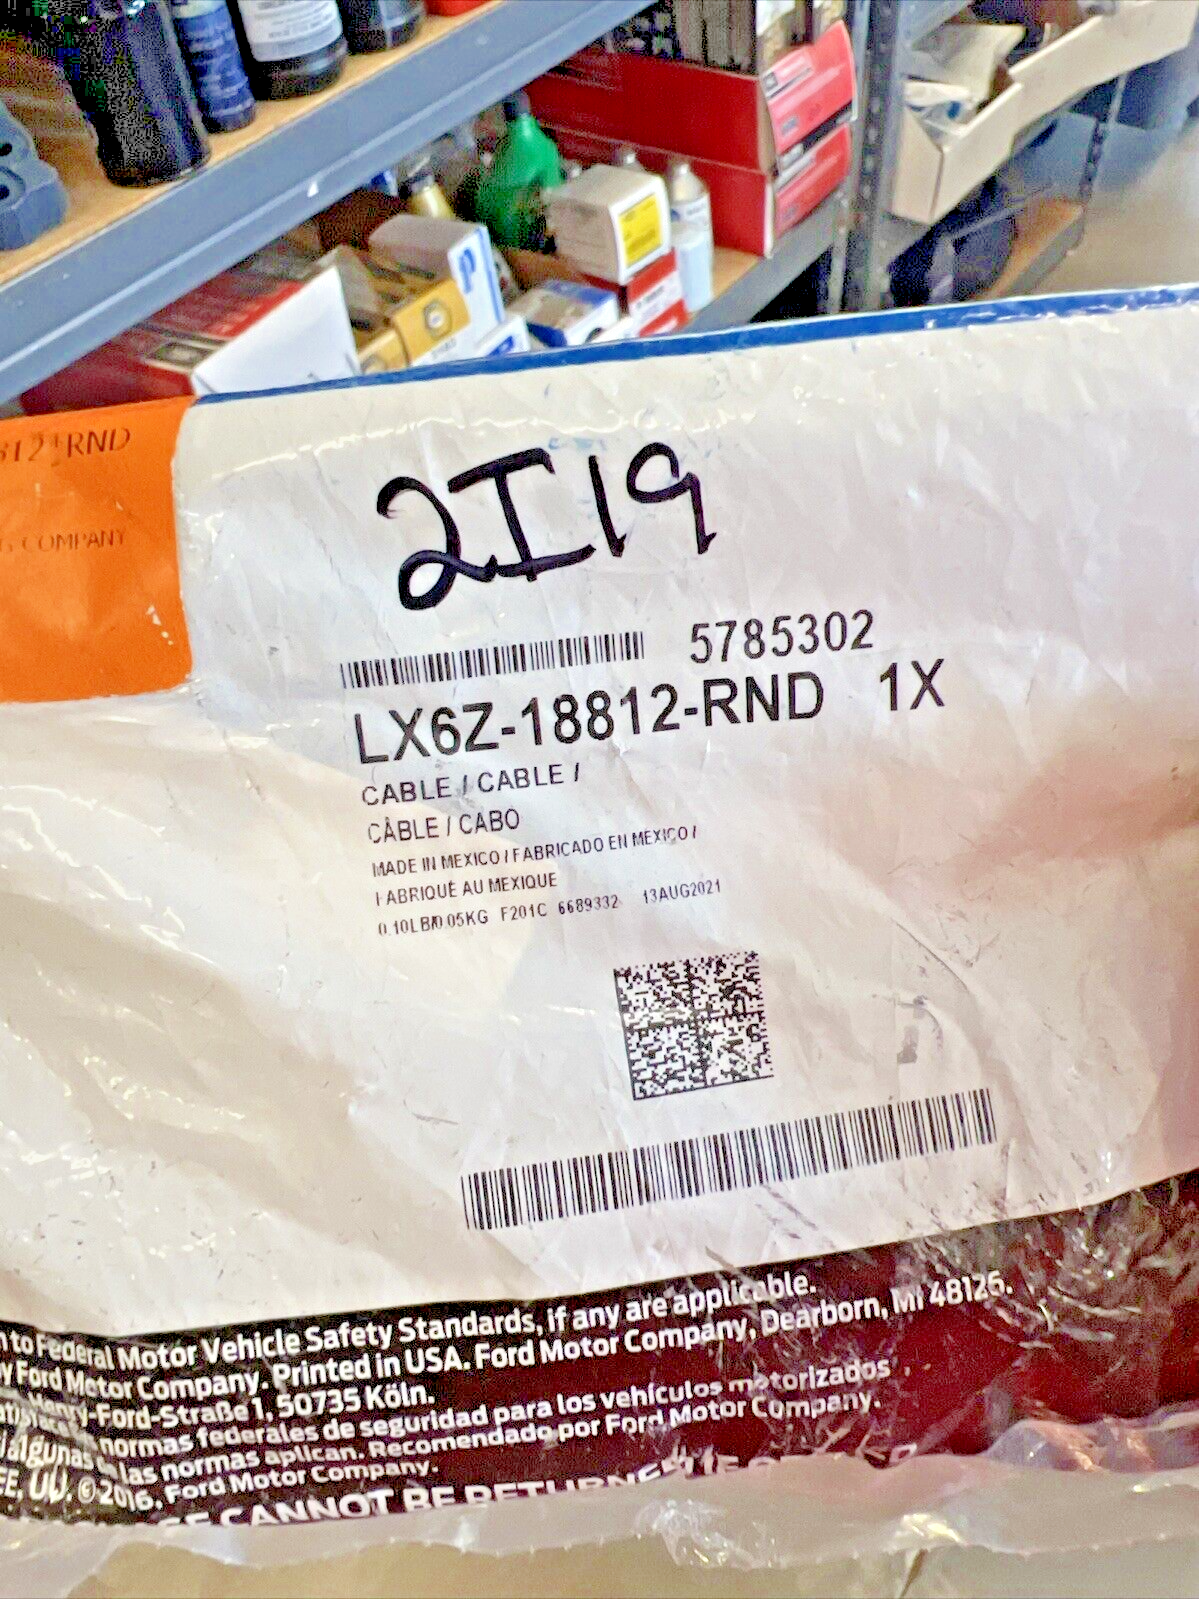 2I19
5785302
LX6Z-18812-RND 1X
CABLE / CABLE /
CÂBLE / CABO
MADE IN MEXICO / FABRICADO EN MEXICO /
FABRIQUÉ AU MEXIQUE
0.10LB/0.05KG F201C 6689332 13AUG2021
812-RND
COMPANY
to Federal Motor Vehicle Safety Standards, if any are applicable.
y Ford Motor Company. Printed in USA. Ford Motor Company, Dearborn, MI 48126.
Henry-Ford-Straße 1, 50735 Köln.
normas federales de seguridad para los vehículos motorizados
algunas de las normas aplican. Recomendado por Ford Motor Company.
©2016, Ford Motor Company.
CANNOT BE RETURNED IF